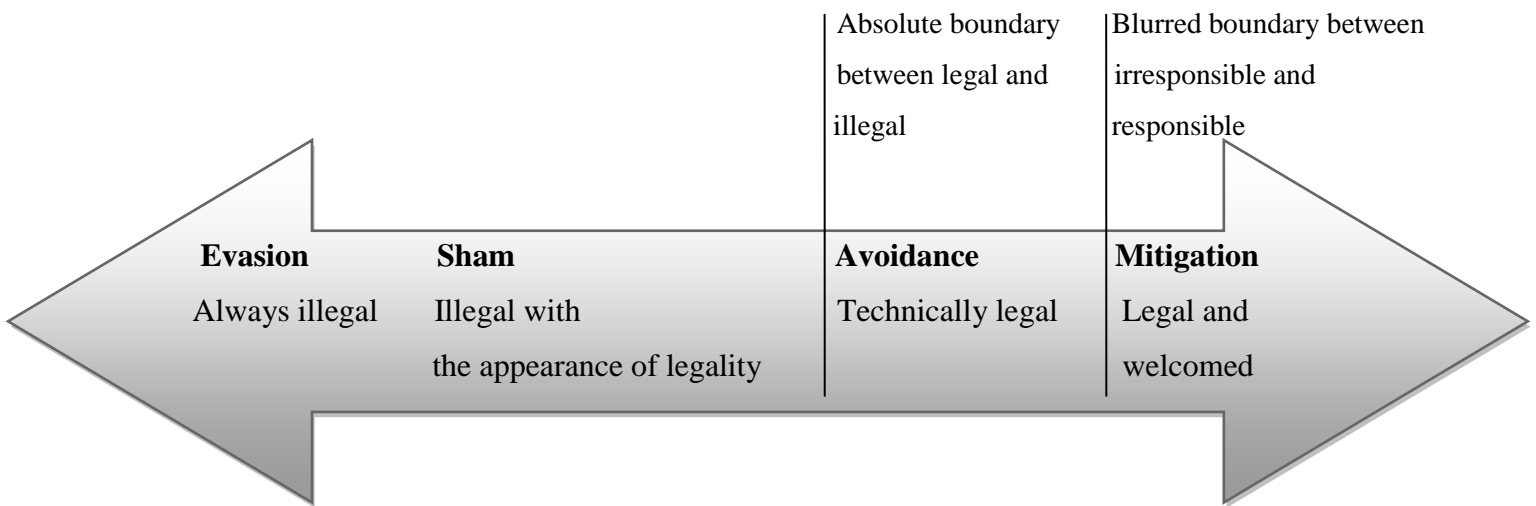 Absolute boundary
between legal and
illegal
Blurred boundary between
irresponsible and
responsible
Evasion
Always illegal
Sham
Illegal with
the appearance of legality
Avoidance
Technically legal
Mitigation
Legal and
welcomed